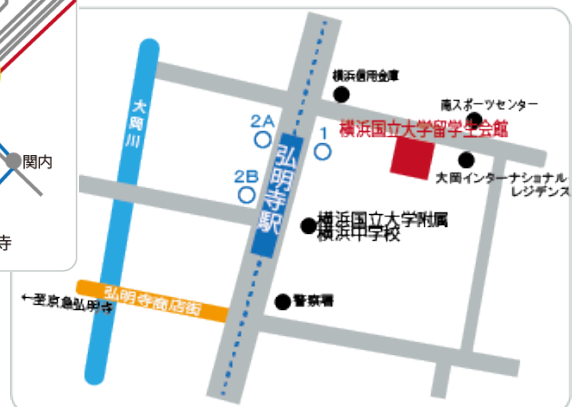 横浜信用金庫
南スポーツセンター
2A
1
横浜国立大学留学生会館
大岡川
関内
弘明寺駅
大岡インターナショナル
レジデンス
2B
横浜国立大学附属
横浜中学校
寺
弘明寺商店街
←至京急弘明寺
警察署